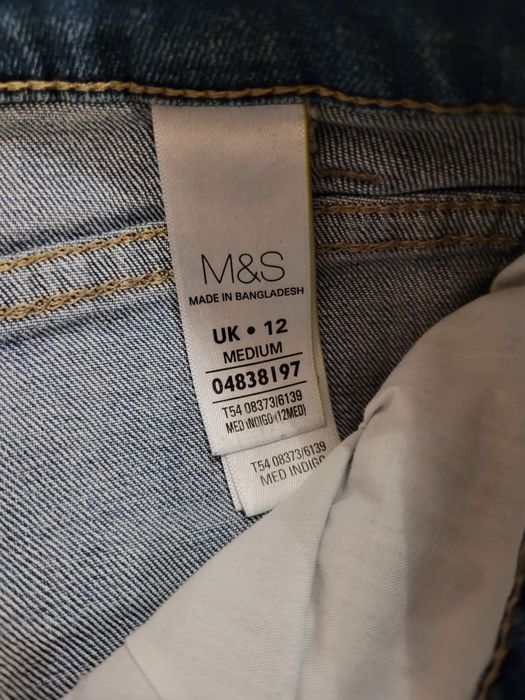 M&S
MADE IN BANGLADESH
UK • 12
MEDIUM
04838197
T54 08373/6139
MED INDIGO (12MED)
T54 08373/6139
MED INDIGO